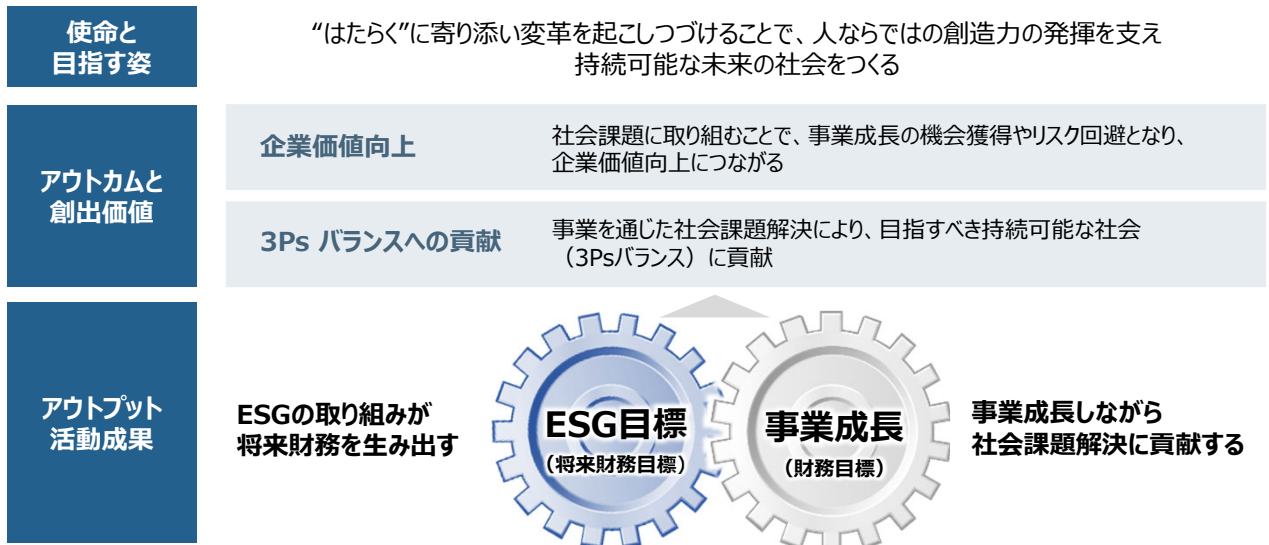 使命と
目指す姿
“はたらく”に寄り添い変革を起こしつづけることで、人ならではの創造力の発揮を支え
持続可能な未来の社会をつくる
アウトカムと
創出価値
企業価値向上
社会課題に取り組むことで、事業成長の機会獲得やリスク回避となり、
企業価値向上につながる
3Ps バランスへの貢献
事業を通じた社会課題解決により、目指すべき持続可能な社会
（3Psバランス）に貢献
アウトプット
活動成果
ESGの取り組みが
将来財務を生み出す
ESG目標
（将来財務目標）
事業成長
（財務目標）
事業成長しながら
社会課題解決に貢献する